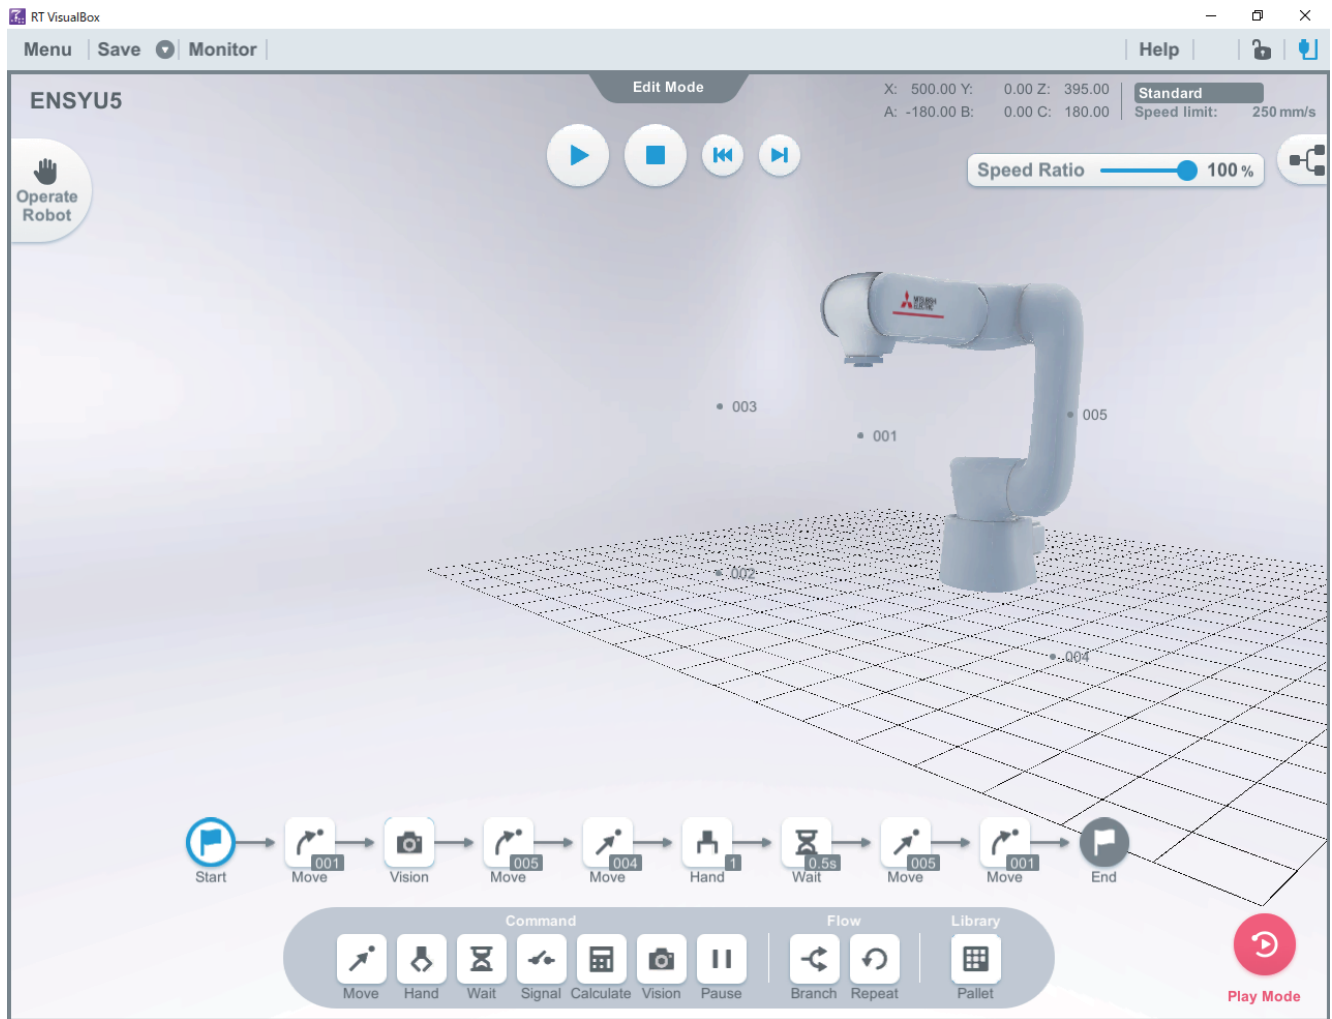 RT VisualBox
Menu Save Monitor Help
ENSYU5
Edit Mode
X: 500.00 Y: 0.00 Z: 395.00
A: -180.00 B: 0.00 C: 180.00
Standard
Speed limit: 250 mm/s
Operate
Robot
Speed Ratio 100 %
MITSUBISHI
ELECTRIC
003
001
005
002
004
001
005
004
1
0.5s
005
001
Start Move Vision Move Move Hand Wait Move Move End
Command Flow Library
Move Hand Wait Signal Calculate Vision Pause Branch Repeat Pallet
Play Mode